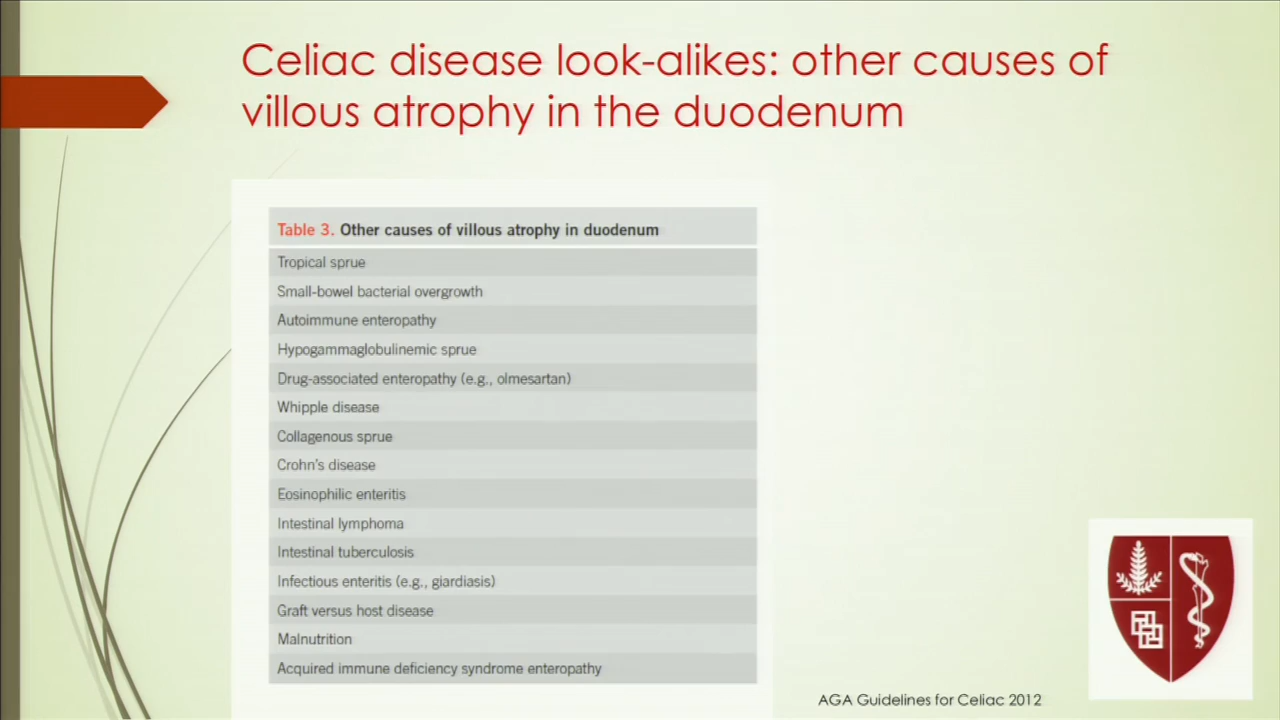 Celiac disease look-alikes: other causes of
villous atrophy in the duodenum
Table 3. Other causes of villous atrophy in duodenum
Tropical sprue
Small-bowel bacterial overgrowth
Autoimmune enteropathy
Hypogammaglobulinemic sprue
Drug-associated enteropathy (e.g., olmesartan)
Whipple disease
Collagenous sprue
Crohn's disease
Eosinophilic enteritis
Intestinal lymphoma
Intestinal tuberculosis
Infectious enteritis (e.g., giardiasis)
Graft versus host disease
Malnutrition
Acquired immune deficiency syndrome enteropathy
AGA Guidelines for Celiac 2012